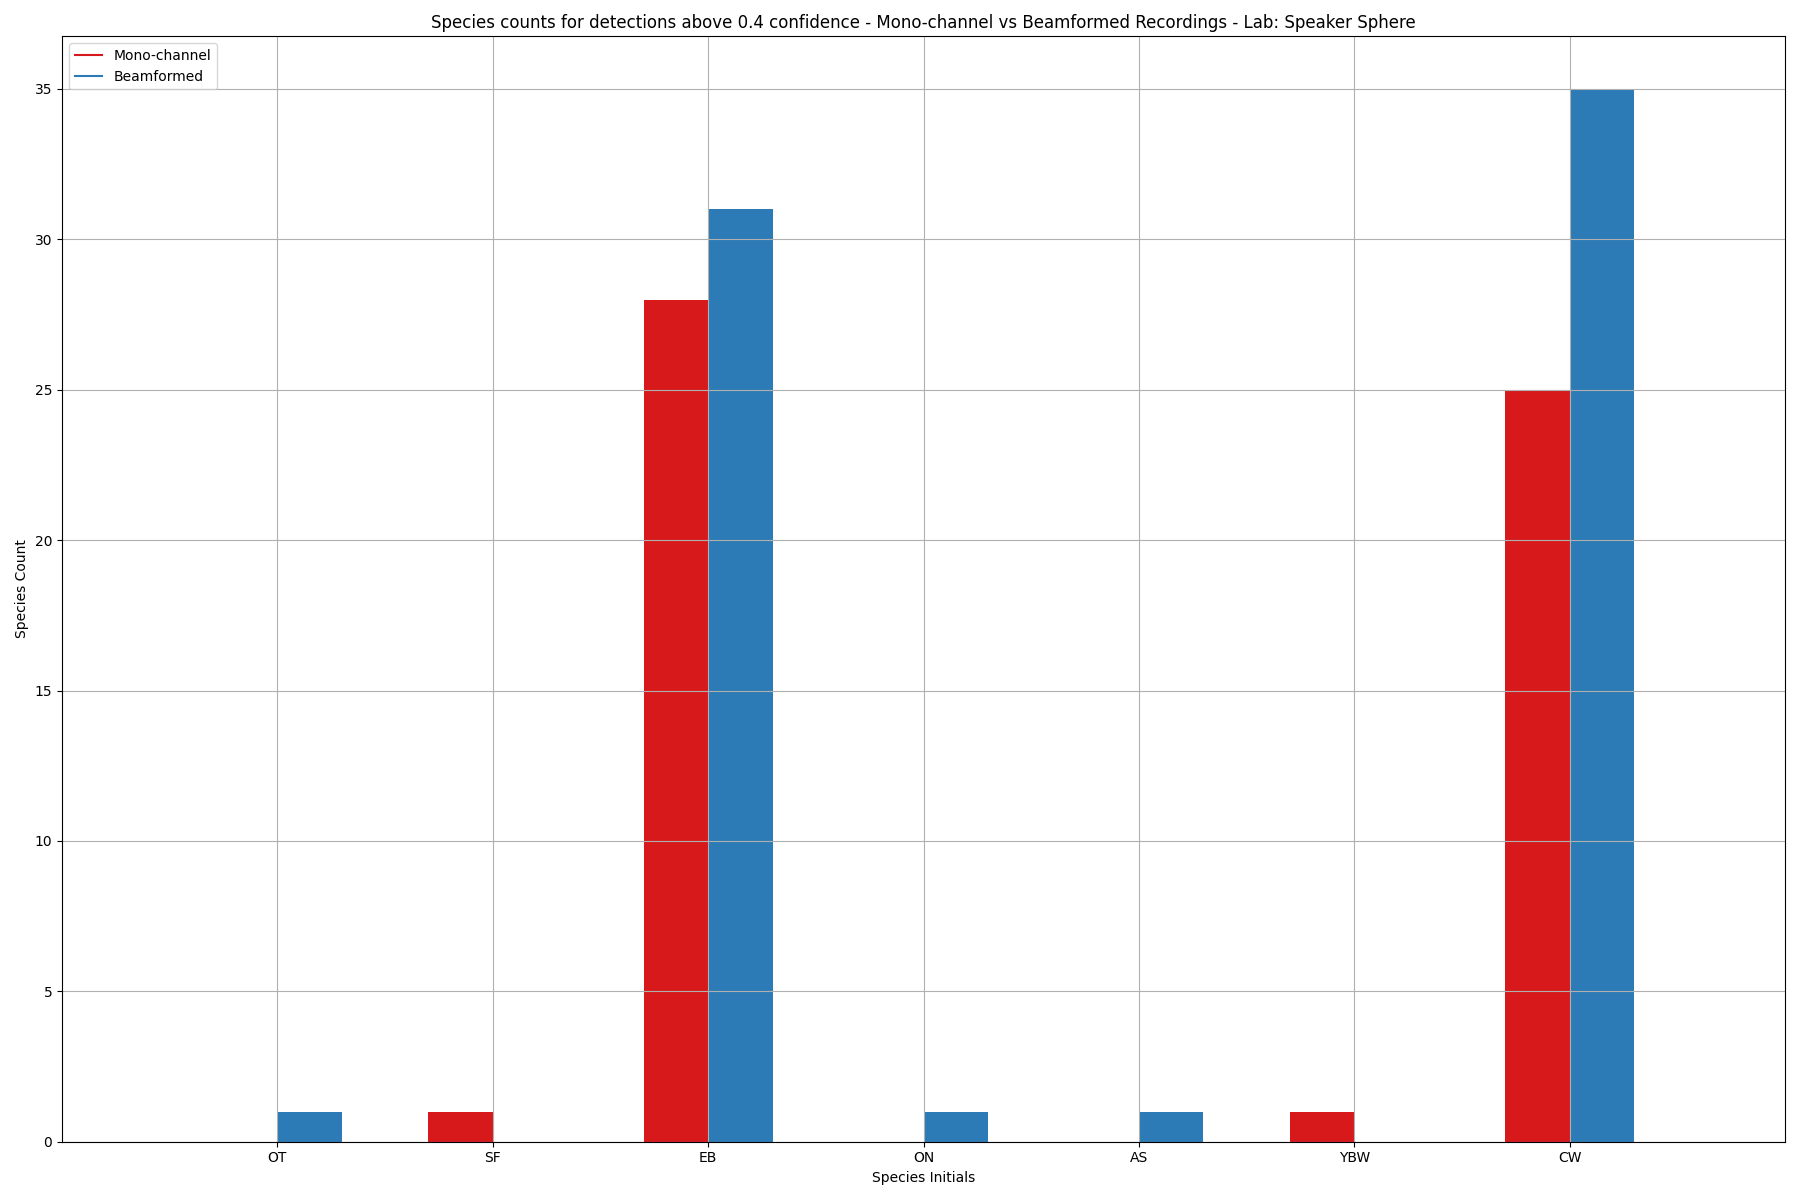 Species counts for detections above 0.4 confidence - Mono-channel vs Beamformed Recordings - Lab: Speaker Sphere
Mono-channel
Beamformed
35
30
25
20
15
10
5
0
Species Count
OT SF EB ON AS YBW CW
Species Initials